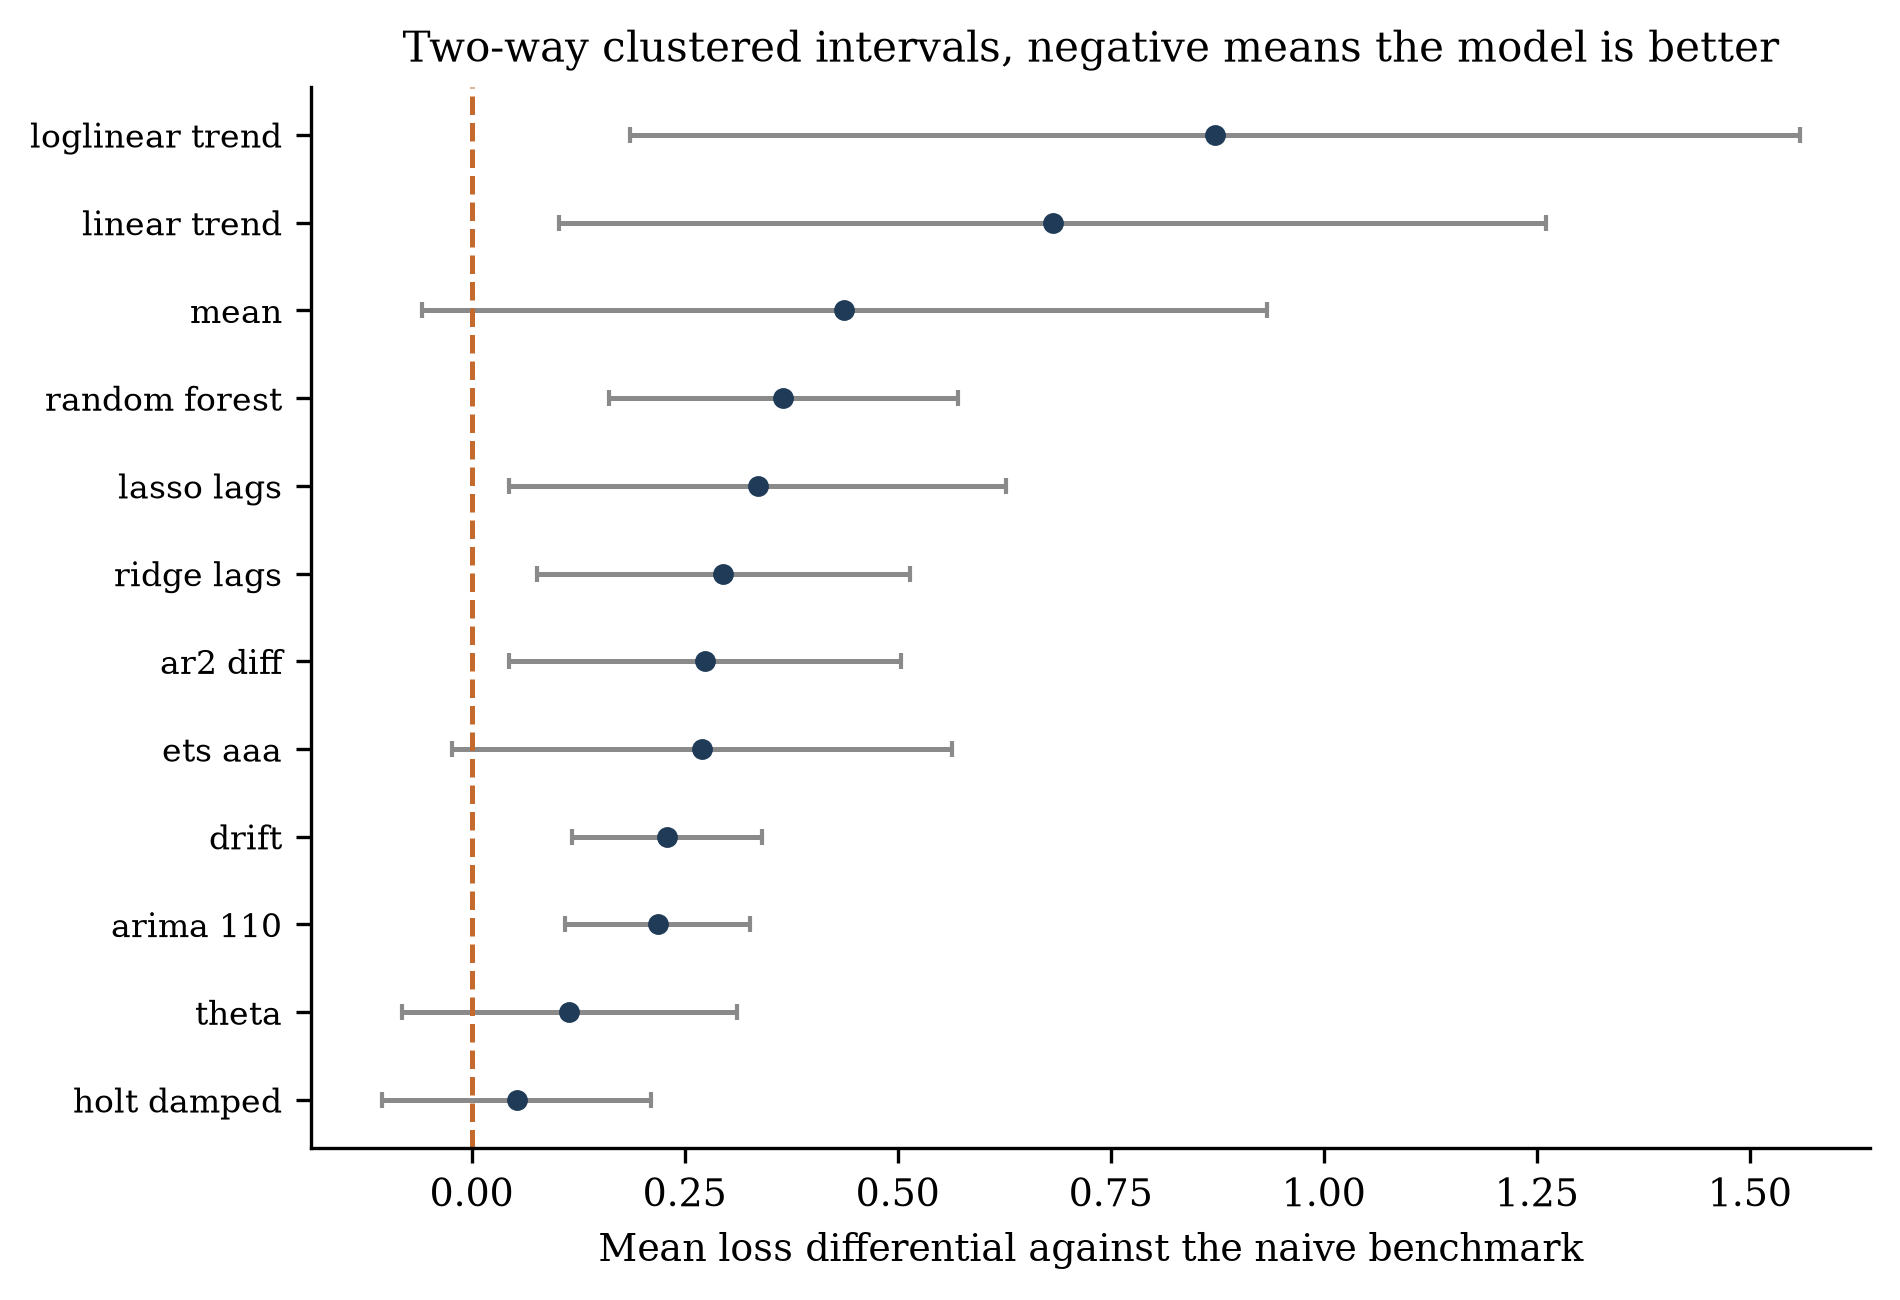 Two-way clustered intervals, negative means the model is better
loglinear trend
linear trend
mean
random forest
lasso lags
ridge lags
ar2 diff
ets aaa
drift
arima 110
theta
holt damped
0.00 0.25 0.50 0.75 1.00 1.25 1.50
Mean loss differential against the naive benchmark